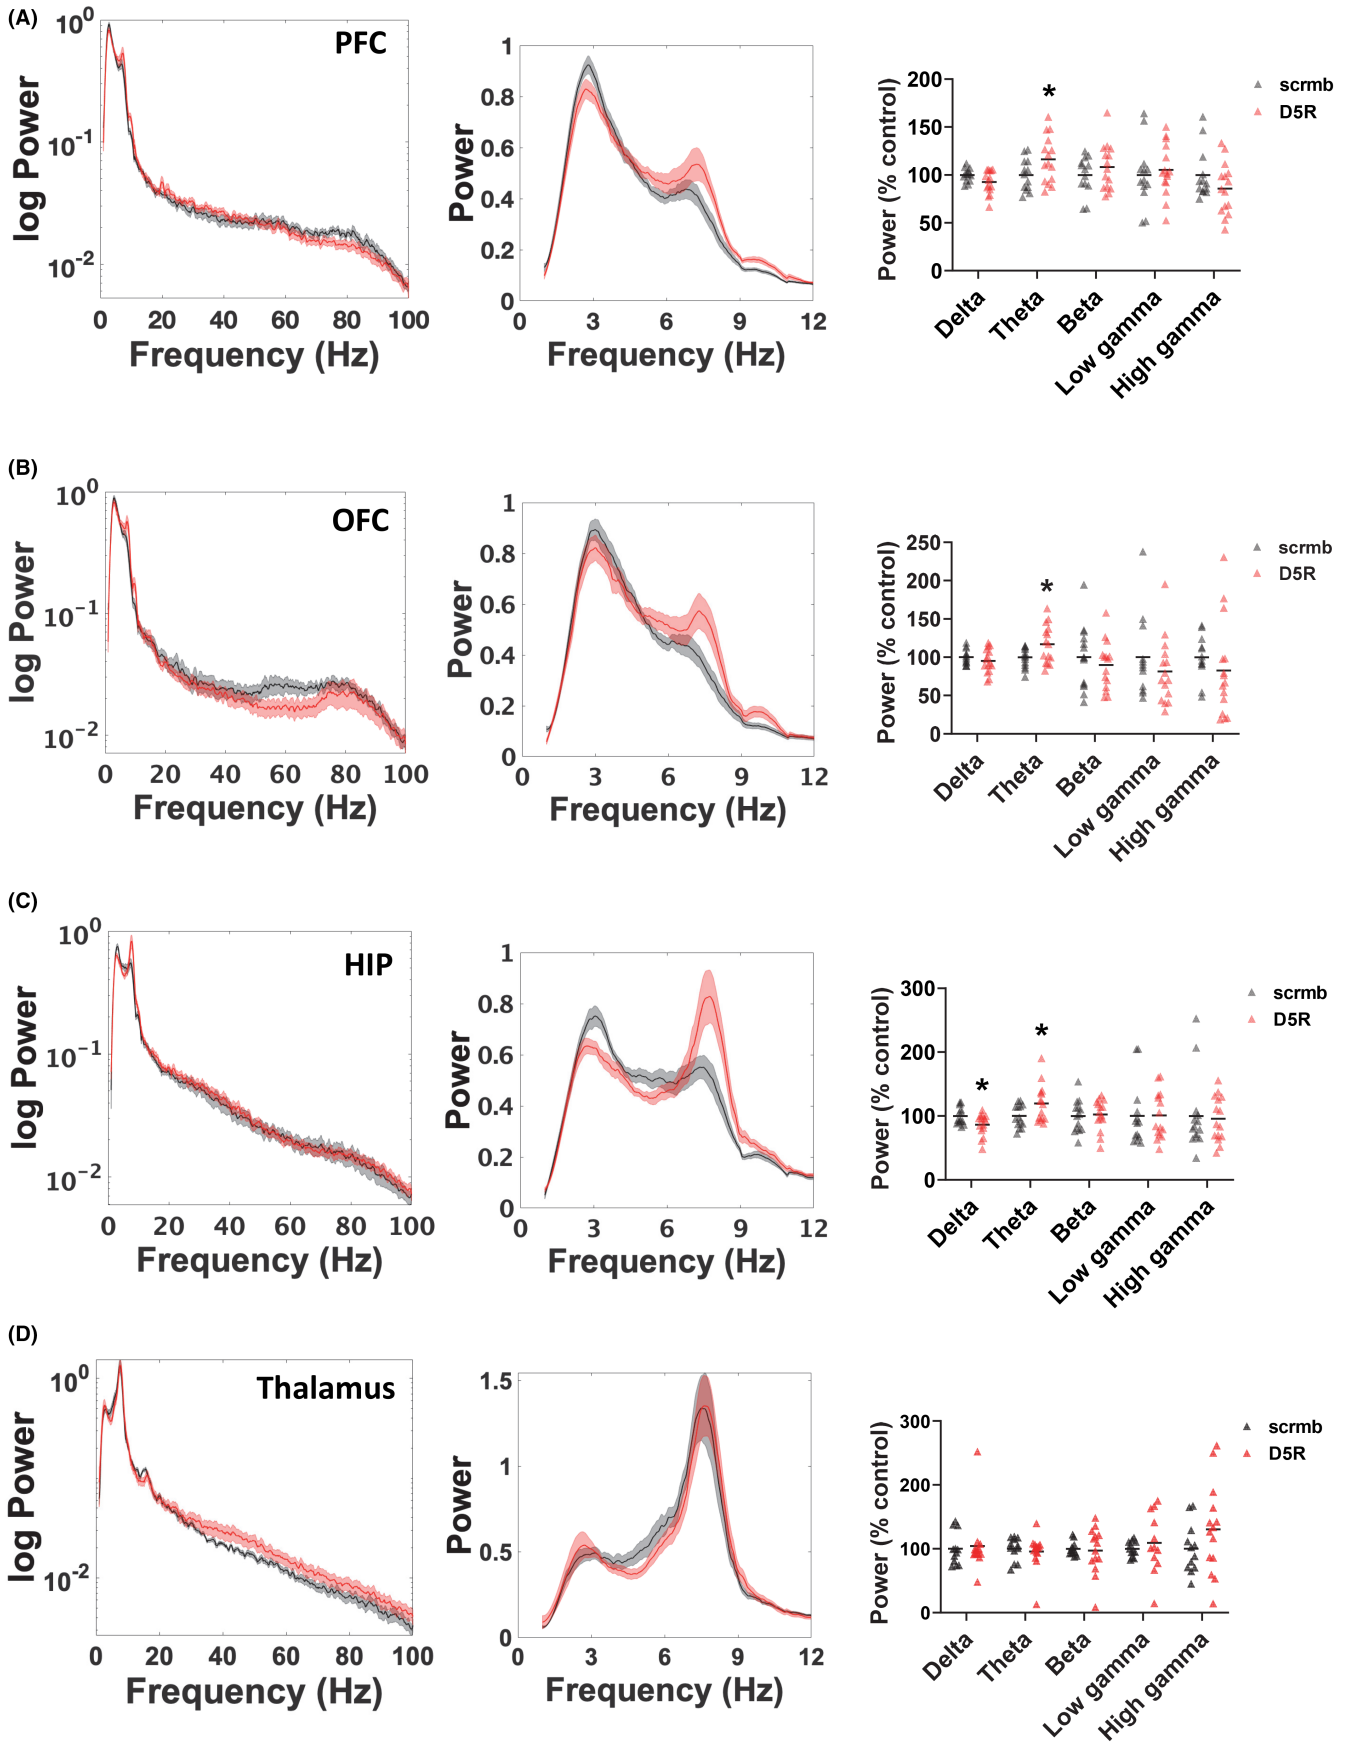 (A)
PFC
log Power
10^0
10^-1
10^-2
0 20 40 60 80 100
Frequency (Hz)
Power
1
0.8
0.6
0.4
0.2
0
0 3 6 9 12
Frequency (Hz)
Power (% control)
200
150
100
50
0
*
scrmb
D5R
Delta
Theta
Beta
Low gamma
High gamma
(B)
OFC
log Power
10^0
10^-1
10^-2
0 20 40 60 80 100
Frequency (Hz)
Power
1
0.8
0.6
0.4
0.2
0
0 3 6 9 12
Frequency (Hz)
Power (% control)
250
200
150
100
50
0
*
scrmb
D5R
Delta
Theta
Beta
Low gamma
High gamma
(C)
HIP
log Power
10^0
10^-1
10^-2
0 20 40 60 80 100
Frequency (Hz)
Power
1
0.8
0.6
0.4
0.2
0
0 3 6 9 12
Frequency (Hz)
Power (% control)
300
200
100
0
*
*
scrmb
D5R
Delta
Theta
Beta
Low gamma
High gamma
(D)
Thalamus
log Power
10^0
10^-2
0 20 40 60 80 100
Frequency (Hz)
Power
1.5
1
0.5
0
0 3 6 9 12
Frequency (Hz)
Power (% control)
300
200
100
0
scrmb
D5R
Delta
Theta
Beta
Low gamma
High gamma